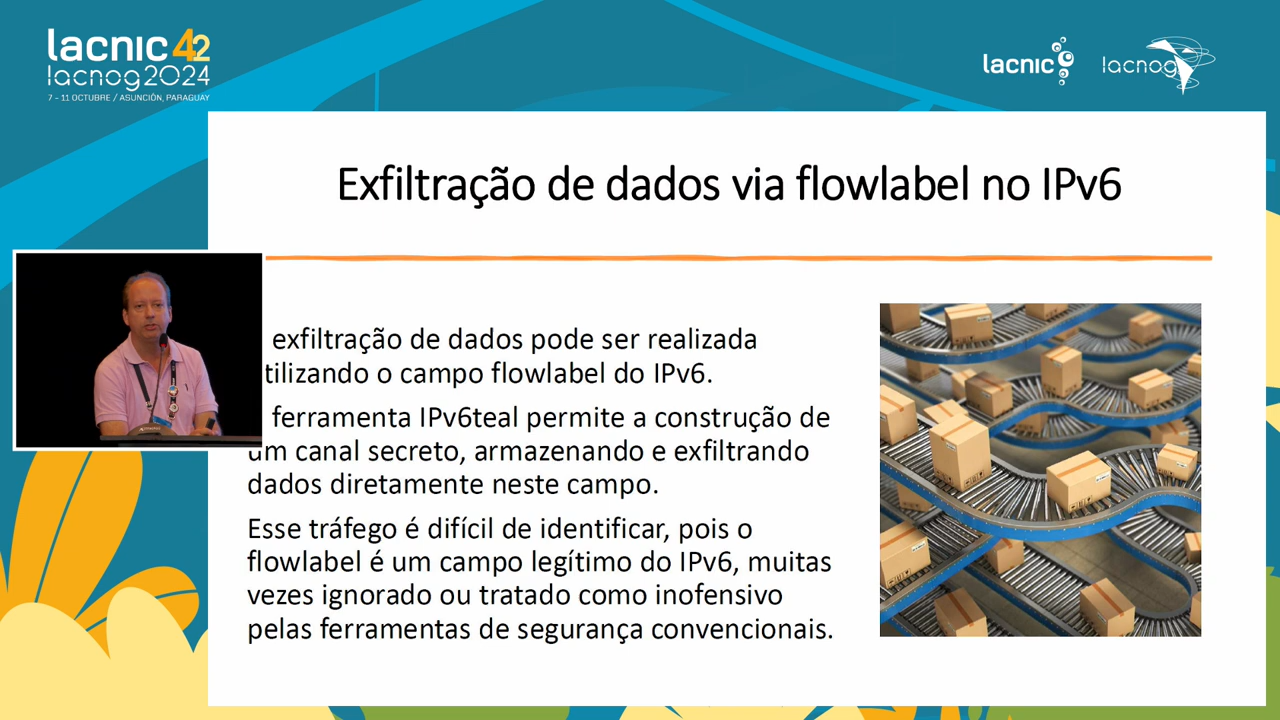 lacnic 42
lacnog2024
7 - 11 OCTUBRE / ASUNCIÓN, PARAGUAY
lacnic
lacnog
Exfiltração de dados via flowlabel no IPv6
exfiltração de dados pode ser realizada
tilizando o campo flowlabel do IPv6.
ferramenta IPv6teal permite a construção de
um canal secreto, armazenando e exfiltrando
dados diretamente neste campo.
Esse tráfego é difícil de identificar, pois o
flowlabel é um campo legítimo do IPv6, muitas
vezes ignorado ou tratado como inofensivo
pelas ferramentas de segurança convencionais.